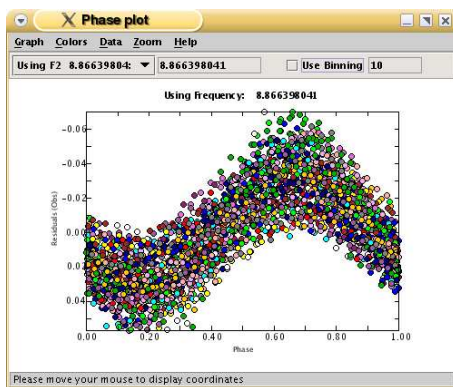 Phase plot
Graph Colors Data Zoom Help
Using F2 8.86639804: 8.866398041 Use Binning 10
Using Frequency: 8.866398041
-0.06
-0.04
-0.02
0.00
0.02
0.04
Residuals (Obs)
0.00 0.20 0.40 0.60 0.80 1.00
Phase
Please move your mouse to display coordinates